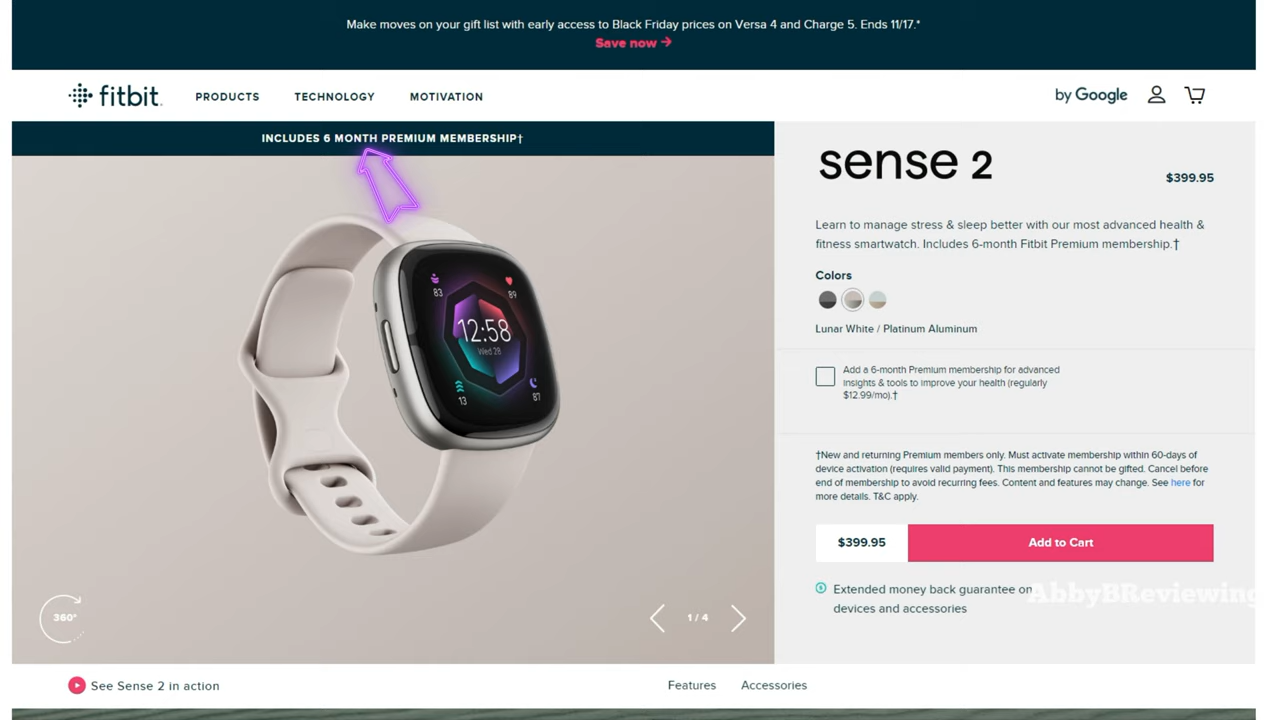 Make moves on your gift list with early access to Black Friday prices on Versa 4 and Charge 5. Ends 11/17.*
Save now →
fitbit.
PRODUCTS
TECHNOLOGY
MOTIVATION
by Google
INCLUDES 6 MONTH PREMIUM MEMBERSHIP†
sense 2
$399.95
Learn to manage stress & sleep better with our most advanced health &
fitness smartwatch. Includes 6-month Fitbit Premium membership.†
Colors
Lunar White / Platinum Aluminum
Add a 6-month Premium membership for advanced
insights & tools to improve your health (regularly
$12.99/mo).†
†New and returning Premium members only. Must activate membership within 60-days of
device activation (requires valid payment). This membership cannot be gifted. Cancel before
end of membership to avoid recurring fees. Content and features may change. See here for
more details. T&C apply.
$399.95
Add to Cart
Extended money back guarantee on
devices and accessories
AbbyBReviewing
83
89
12:58
Wed 28
13
87
360°
1 / 4
See Sense 2 in action
Features
Accessories